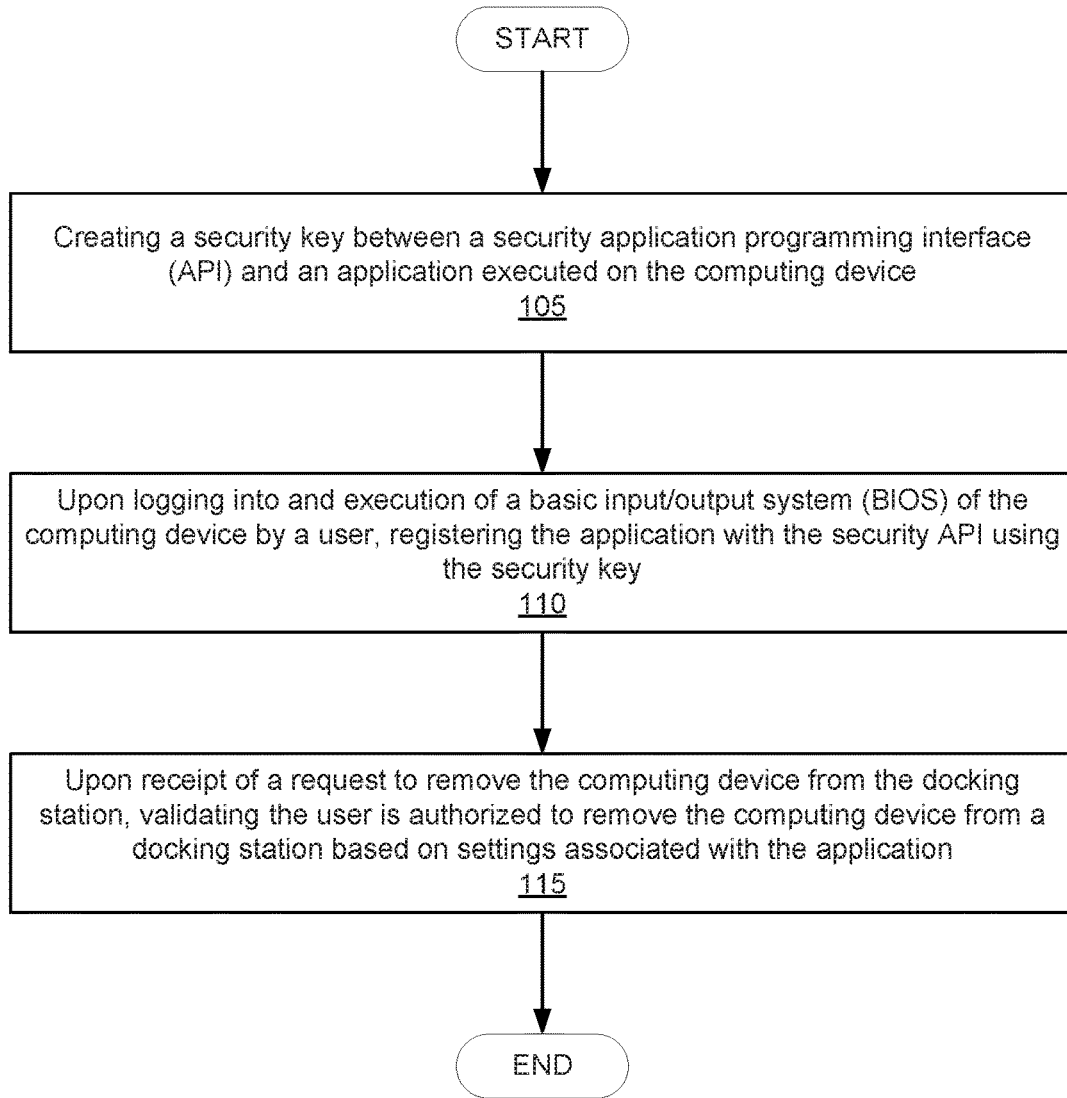 START
Creating a security key between a security application programming interface
(API) and an application executed on the computing device
105
Upon logging into and execution of a basic input/output system (BIOS) of the
computing device by a user, registering the application with the security API using
the security key
110
Upon receipt of a request to remove the computing device from the docking
station, validating the user is authorized to remove the computing device from a
docking station based on settings associated with the application
115
END